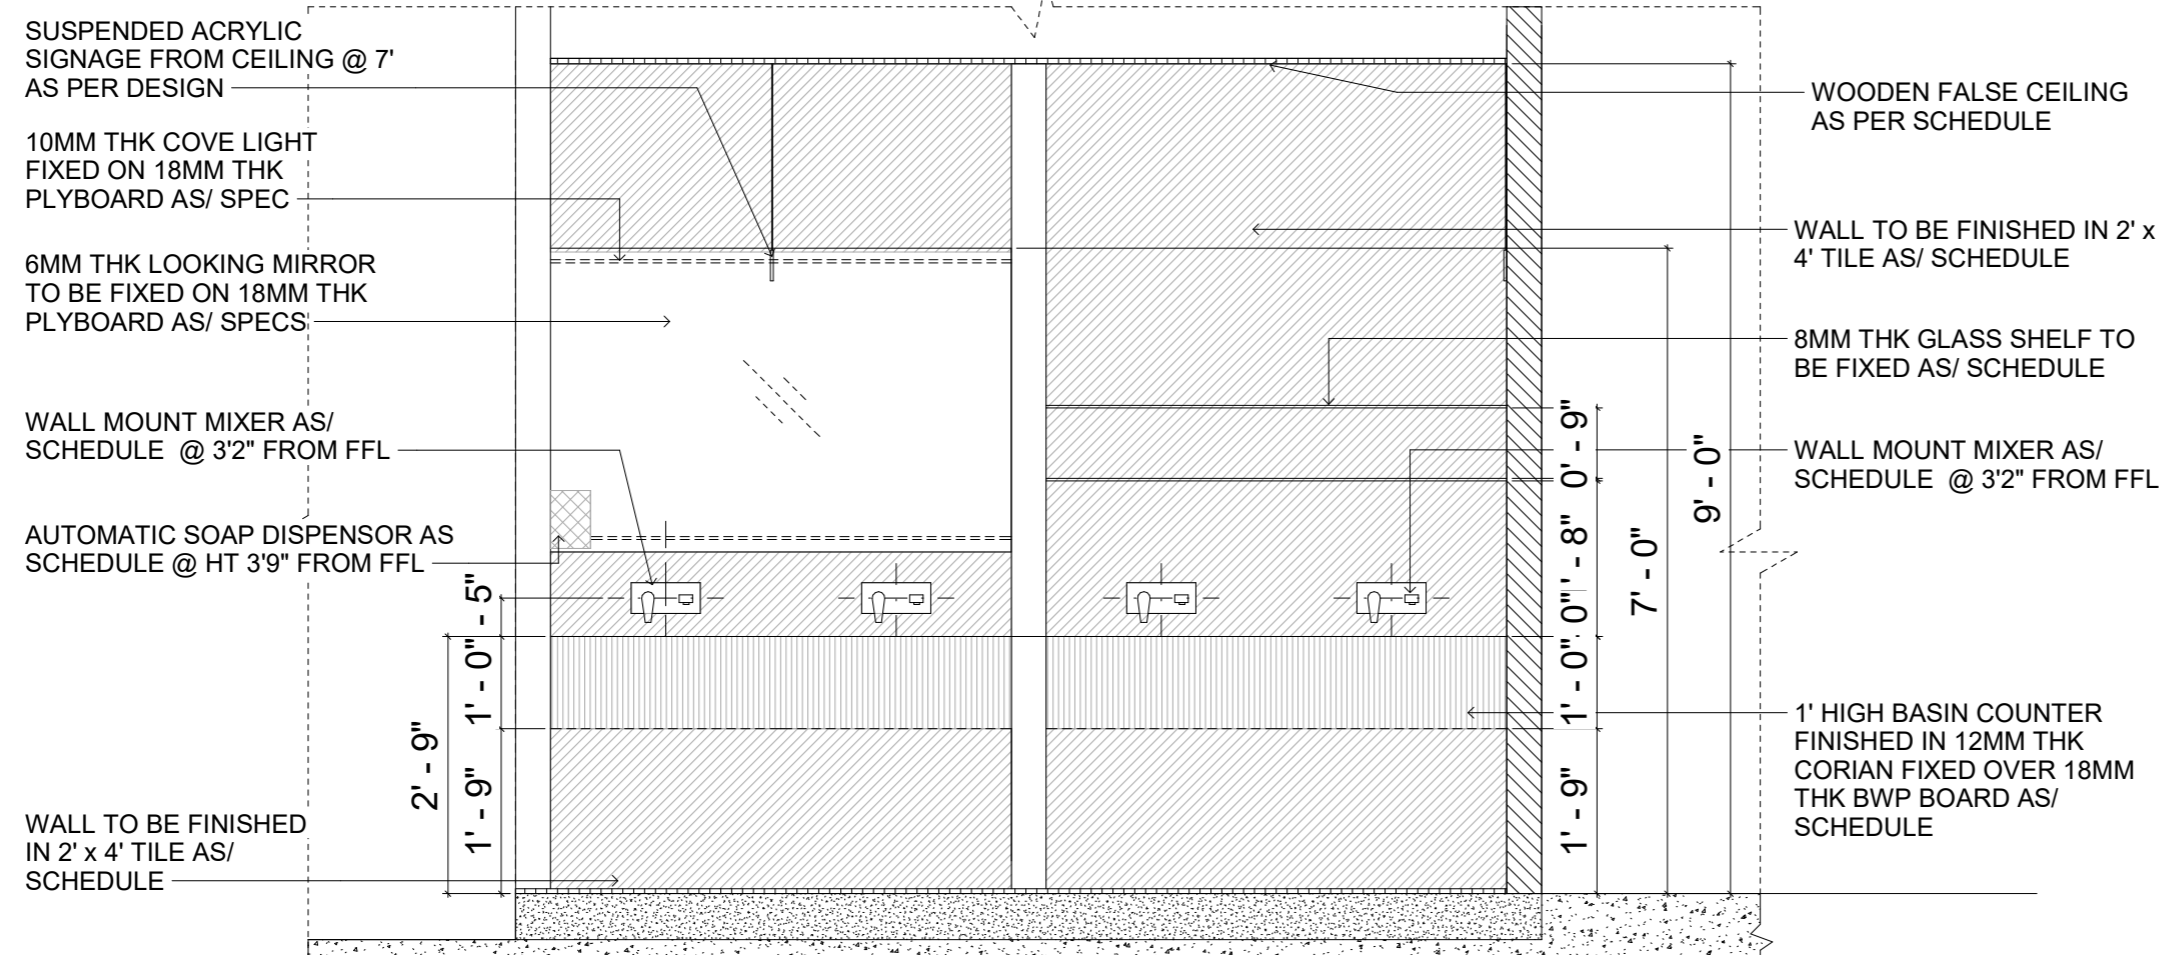 SUSPENDED ACRYLIC
SIGNAGE FROM CEILING @ 7'
AS PER DESIGN
10MM THK COVE LIGHT
FIXED ON 18MM THK
PLYBOARD AS/ SPEC
6MM THK LOOKING MIRROR
TO BE FIXED ON 18MM THK
PLYBOARD AS/ SPECS
WALL MOUNT MIXER AS/
SCHEDULE @ 3'2" FROM FFL
AUTOMATIC SOAP DISPENSOR AS
SCHEDULE @ HT 3'9" FROM FFL
WALL TO BE FINISHED
IN 2' x 4' TILE AS/
SCHEDULE
2' - 9"
5"
1' - 0"
1' - 9"
0' - 9"
0' - 8"
1' - 0"
1' - 9"
7' - 0"
9' - 0"
WOODEN FALSE CEILING
AS PER SCHEDULE
WALL TO BE FINISHED IN 2' x
4' TILE AS/ SCHEDULE
8MM THK GLASS SHELF TO
BE FIXED AS/ SCHEDULE
WALL MOUNT MIXER AS/
SCHEDULE @ 3'2" FROM FFL
1' HIGH BASIN COUNTER
FINISHED IN 12MM THK
CORIAN FIXED OVER 18MM
THK BWP BOARD AS/
SCHEDULE